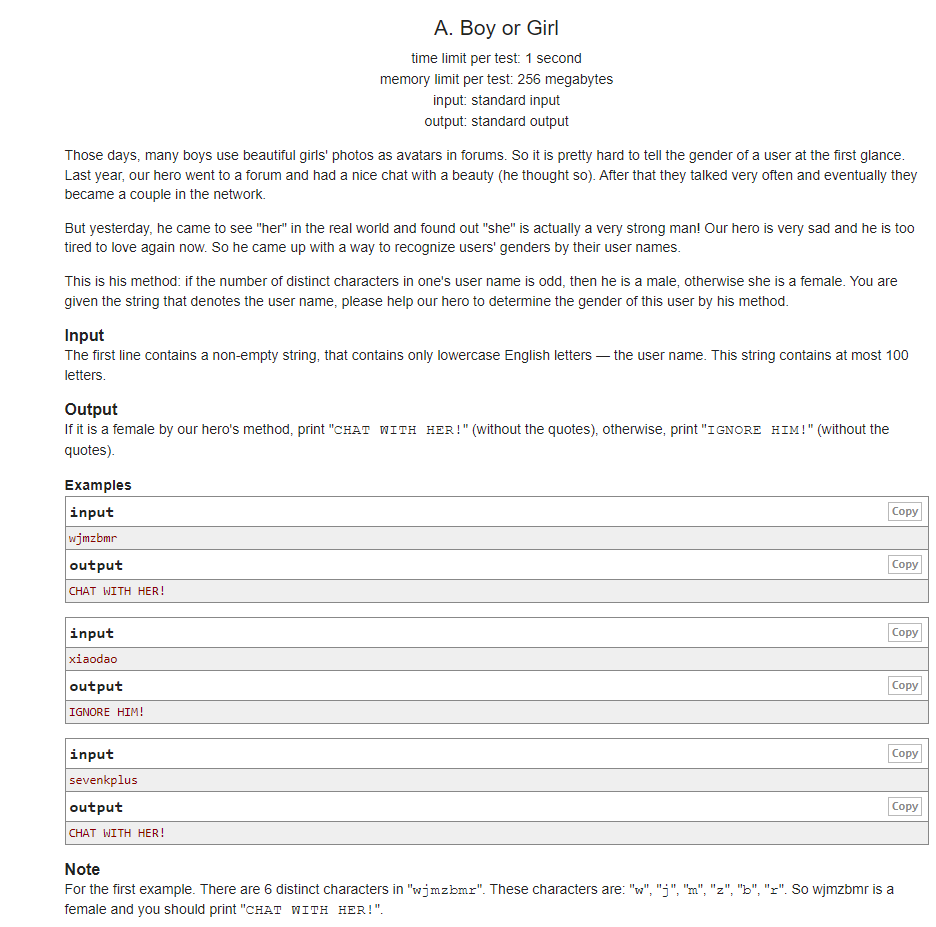 A. Boy or Girl
time limit per test: 1 second
memory limit per test: 256 megabytes
input: standard input
output: standard output
Those days, many boys use beautiful girls' photos as avatars in forums. So it is pretty hard to tell the gender of a user at the first glance.
Last year, our hero went to a forum and had a nice chat with a beauty (he thought so). After that they talked very often and eventually they
became a couple in the network.
But yesterday, he came to see "her" in the real world and found out "she" is actually a very strong man! Our hero is very sad and he is too
tired to love again now. So he came up with a way to recognize users' genders by their user names.
This is his method: if the number of distinct characters in one's user name is odd, then he is a male, otherwise she is a female. You are
given the string that denotes the user name, please help our hero to determine the gender of this user by his method.
Input
The first line contains a non-empty string, that contains only lowercase English letters — the user name. This string contains at most 100
letters.
Output
If it is a female by our hero's method, print "CHAT WITH HER!" (without the quotes), otherwise, print "IGNORE HIM!" (without the
quotes).
Examples
input Copy
wjmzbmr
output Copy
CHAT WITH HER!
input Copy
xiaodao
output Copy
IGNORE HIM!
input Copy
sevenkplus
output Copy
CHAT WITH HER!
Note
For the first example. There are 6 distinct characters in "wjmzbmr". These characters are: "w", "j", "m", "z", "b", "r". So wjmzbmr is a
female and you should print "CHAT WITH HER!".